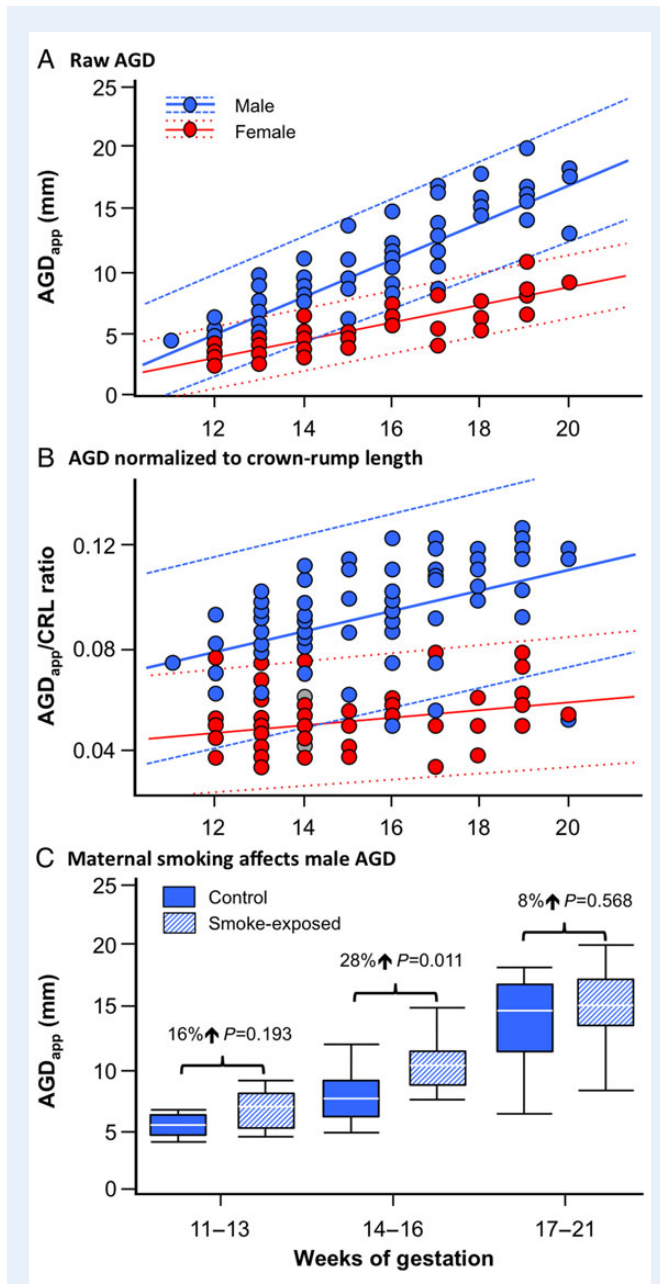 A Raw AGD
25
20
15
10
5
0
AGDapp (mm)
Male
Female
12 14 16 18 20
B AGD normalized to crown-rump length
0.12
0.08
0.04
AGDapp/CRL ratio
12 14 16 18 20
C Maternal smoking affects male AGD
25
20
15
10
5
0
AGDapp (mm)
Control
Smoke-exposed
16%↑ P=0.193
28%↑ P=0.011
8%↑ P=0.568
11–13 14–16 17–21
Weeks of gestation